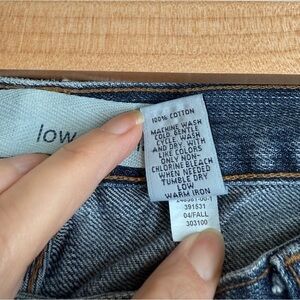 low
100% COTTON
MACHINE WASH
COLD GENTLE
CYCLE WASH
AND DRY WITH
LIKE COLORS
ONLY NON-
CHLORINE BLEACH
WHEN NEEDED
TUMBLE DRY
LOW
WARM IRON
391531
04/FALL
303100